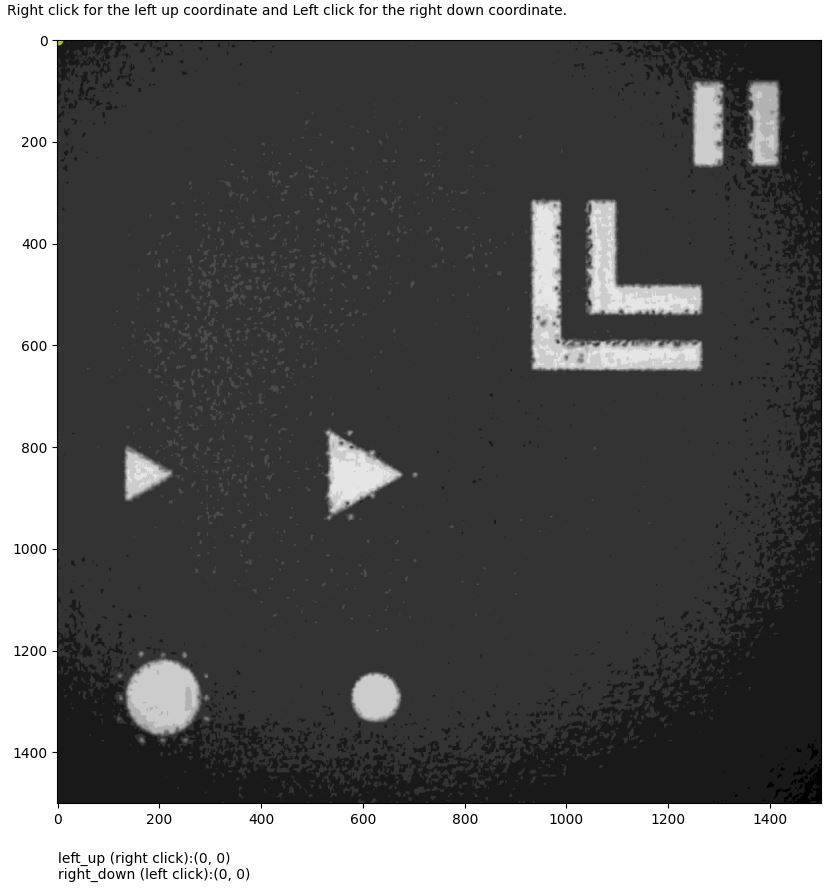 Right click for the left up coordinate and Left click for the right down coordinate.
0
200
400
600
800
1000
1200
1400
0 200 400 600 800 1000 1200 1400
left_up (right click):(0, 0)
right_down (left click):(0, 0)